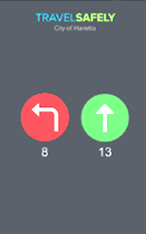 TRAVELSAFELY
City of Marietta
8 13